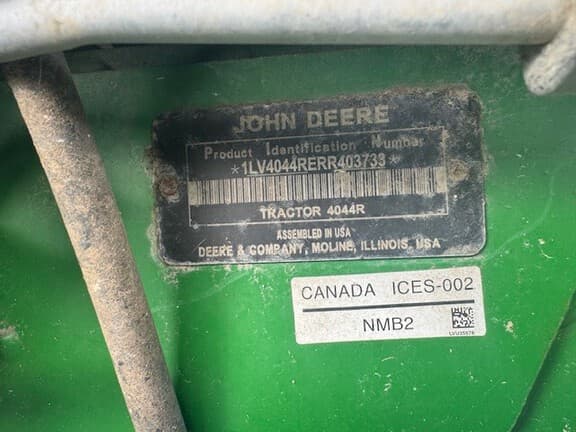 JOHN DEERE
Product Identification Number
*1LV4044RERR403733*
TRACTOR 4044R
ASSEMBLED IN USA
DEERE & COMPANY, MOLINE, ILLINOIS, USA
CANADA ICES-002
NMB2